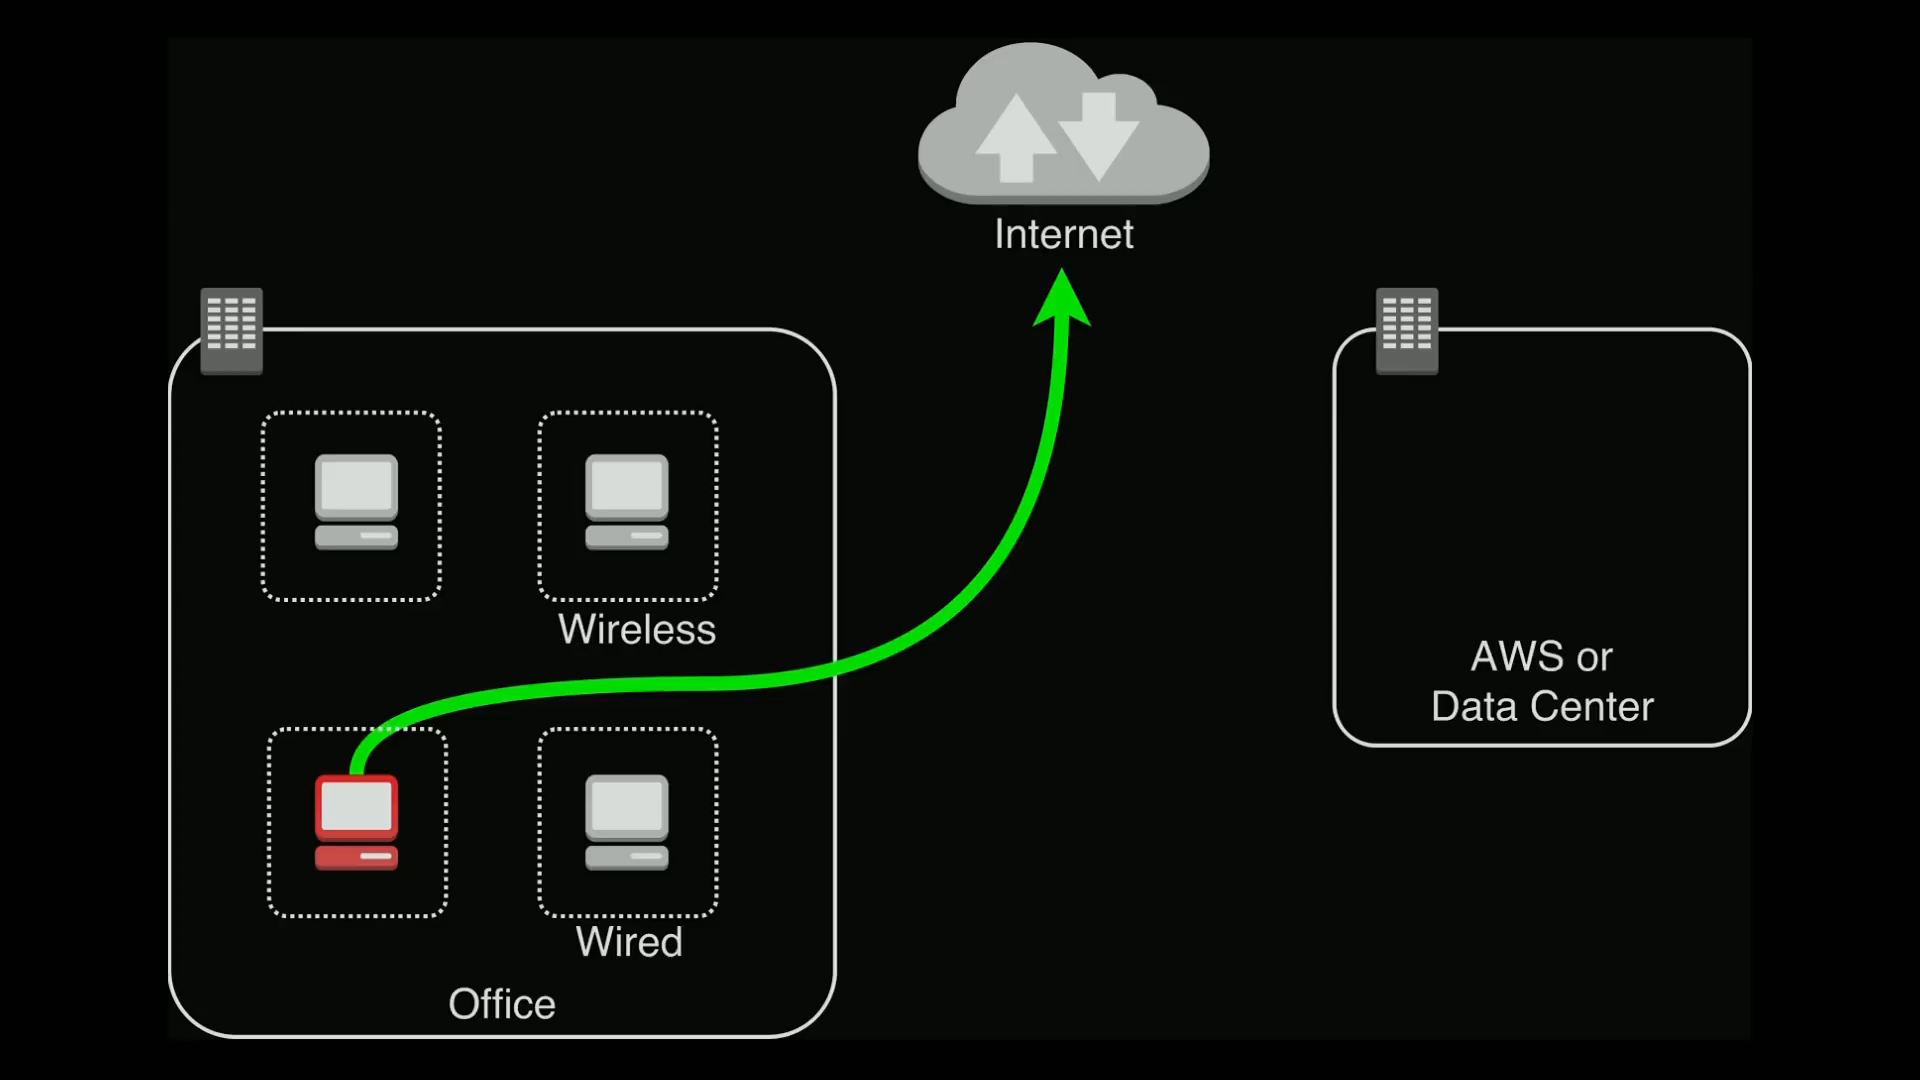 Internet
Wireless
AWS or
Data Center
Wired
Office